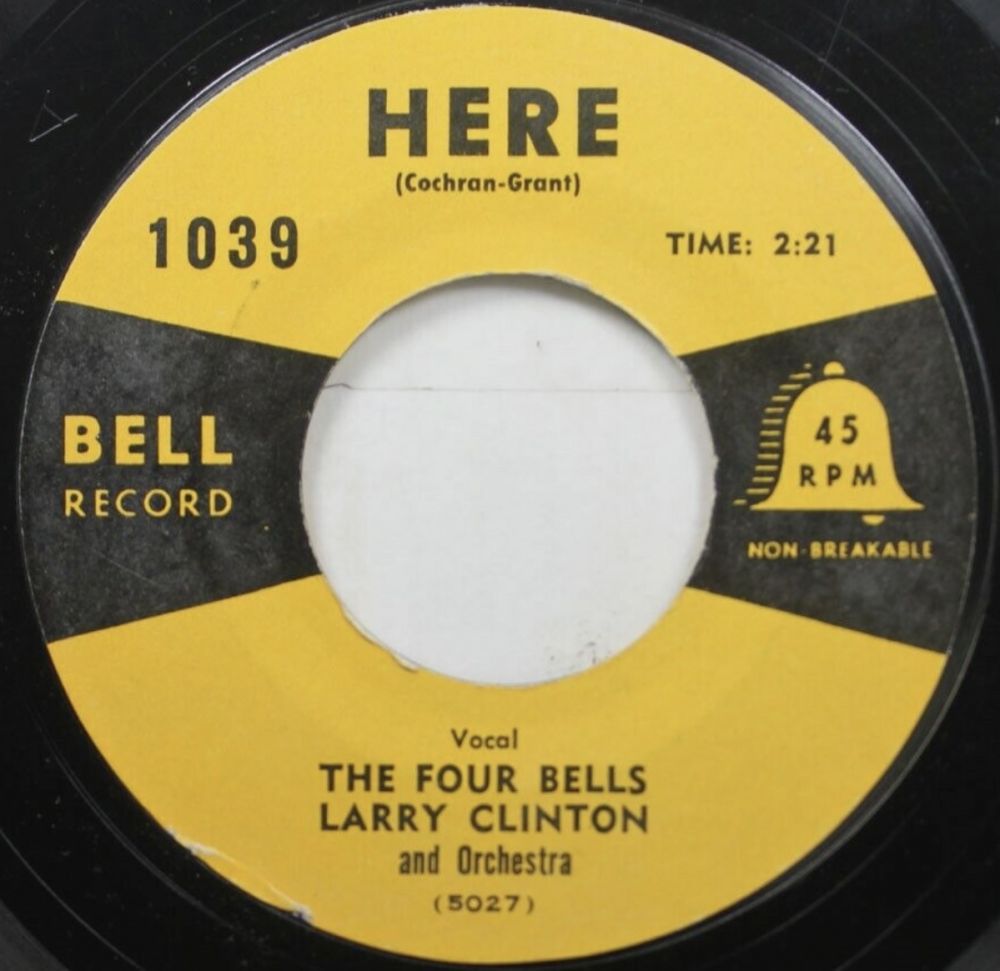 HERE
(Cochran-Grant)
1039
TIME: 2:21
BELL
RECORD
45
RPM
NON-BREAKABLE
Vocal
THE FOUR BELLS
LARRY CLINTON
and Orchestra
(5027)